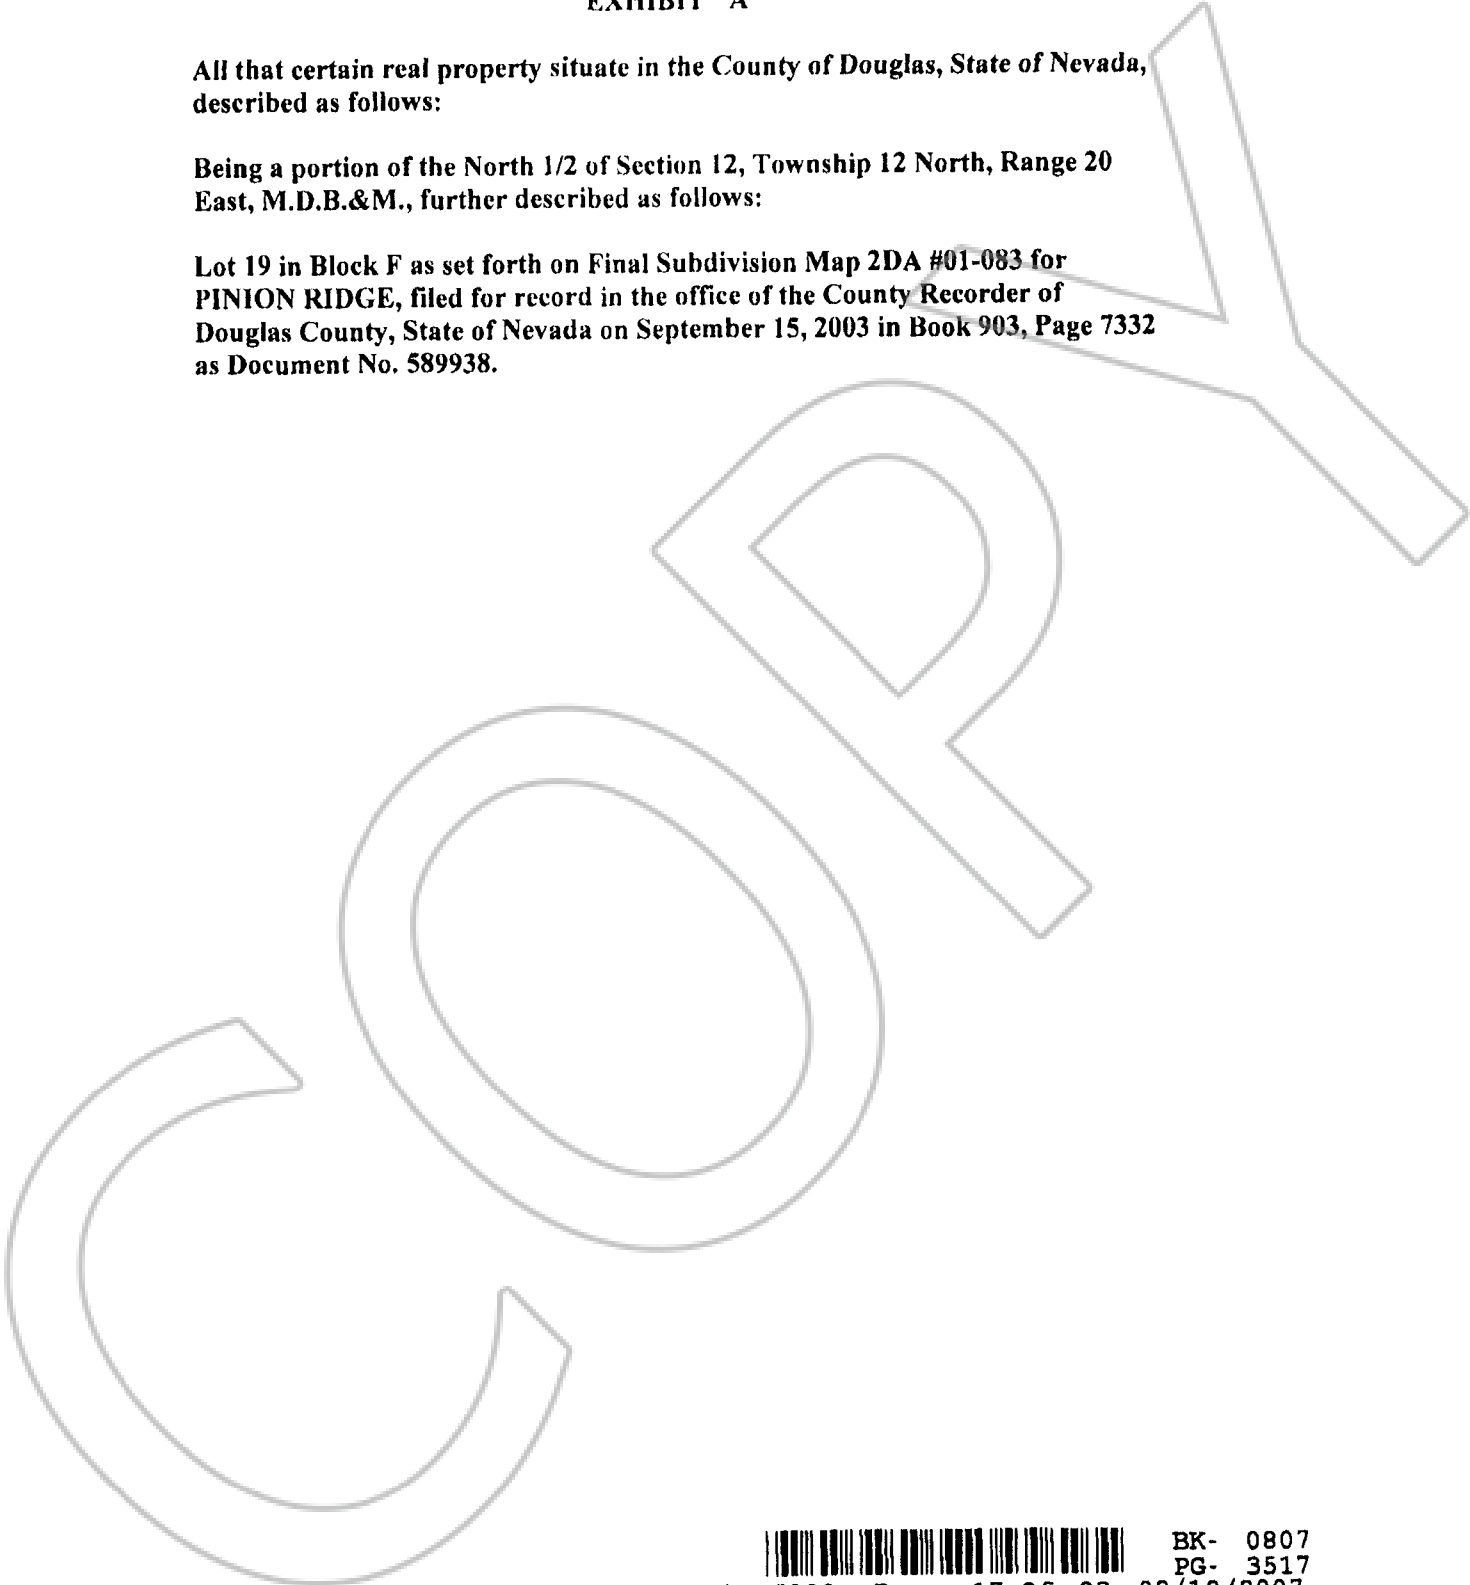 EXHIBIT A
All that certain real property situate in the County of Douglas, State of Nevada,
described as follows:
Being a portion of the North 1/2 of Section 12, Township 12 North, Range 20
East, M.D.B.&M., further described as follows:
Lot 19 in Block F as set forth on Final Subdivision Map 2DA #01-083 for
PINION RIDGE, filed for record in the office of the County Recorder of
Douglas County, State of Nevada on September 15, 2003 in Book 903, Page 7332
as Document No. 589938.
COPY
BK- 0807
PG- 3517